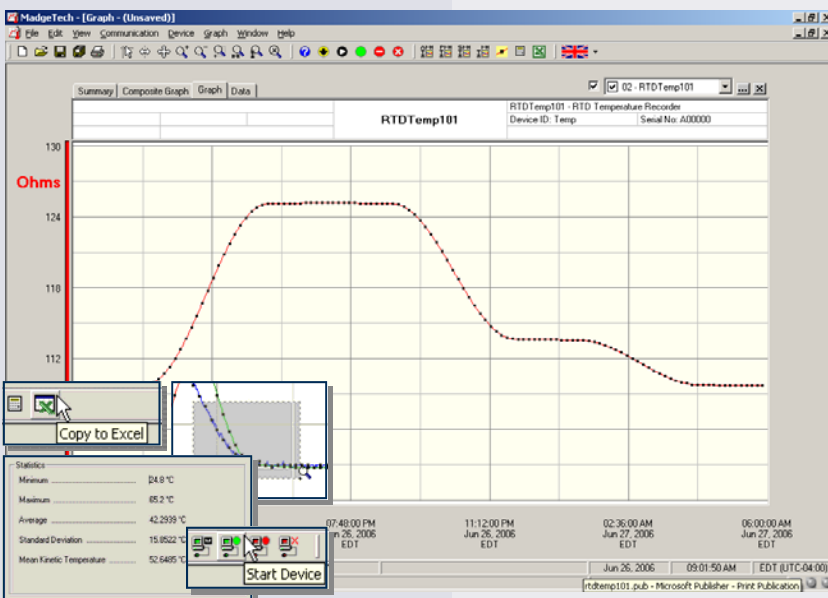 MadgeTech - [Graph - (Unsaved)]
File Edit View Communication Device Graph Window Help
Summary Composite Graph Graph Data
02 - RTDTemp101
RTDTemp101
RTDTemp101 - RTD Temperature Recorder
Device ID: Temp Serial No: A00000
130
Ohms
124
118
112
Copy to Excel
Statistics
Minimum 24.8 °C
Maximum 65.2 °C
Average 42.2939 °C
Standard Deviation 15.8522 °C
Mean Kinetic Temperature 52.6485 °C
Start Device
07:48:00 PM 11:12:00 PM 02:36:00 AM 06:00:00 AM
26, 2006 Jun 26, 2006 Jun 27, 2006 Jun 27, 2006
EDT EDT EDT EDT
Jun 26, 2006 09:01:50 AM EDT (UTC-04:00)
rtdtemp101.pub - Microsoft Publisher - Print Publication